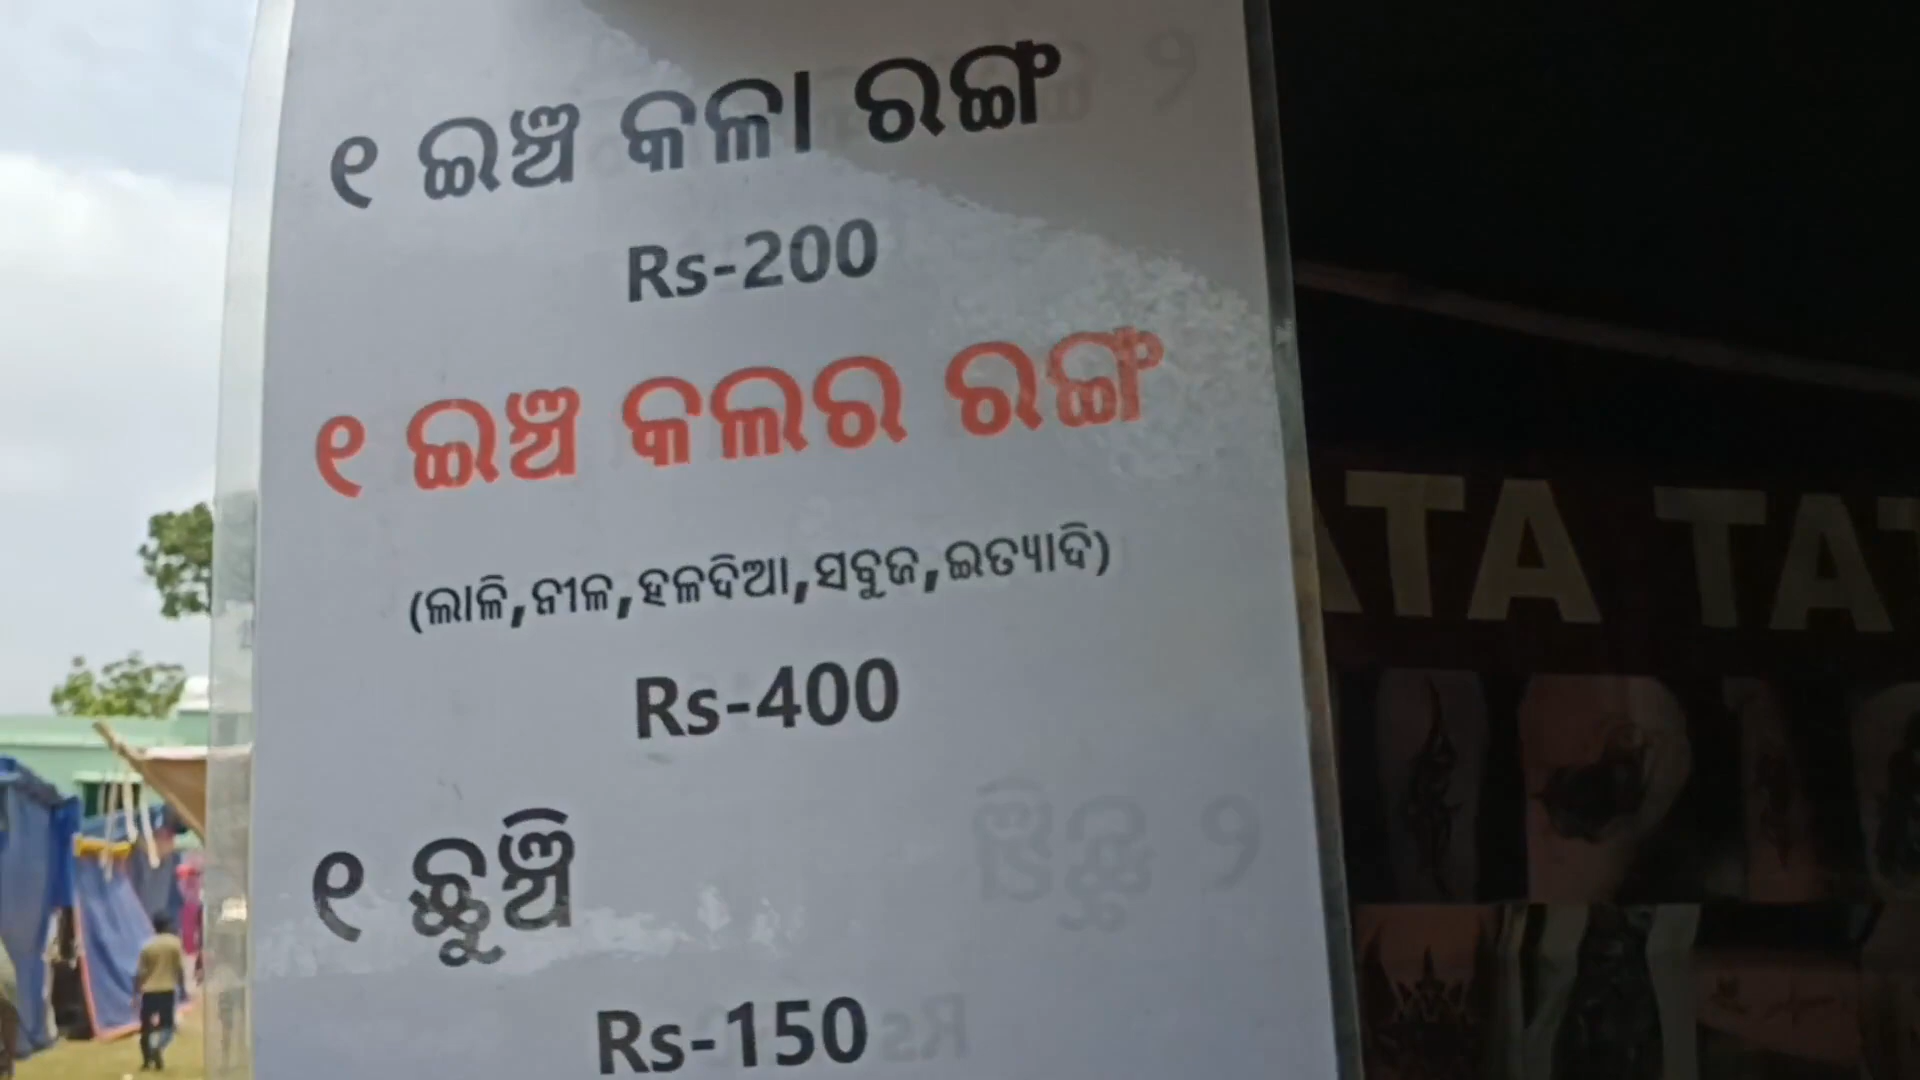 ୧ ଇଞ୍ଚ କଳା ରଙ୍ଗ
Rs-200
୧ ଇଞ୍ଚ କଲର ରଙ୍ଗ
(ଲାଳି,ନୀଳ,ହଳଦିଆ,ସବୁଜ,ଇତ୍ୟାଦି)
Rs-400
୧ ଛୁଞ୍ଚି
Rs-150